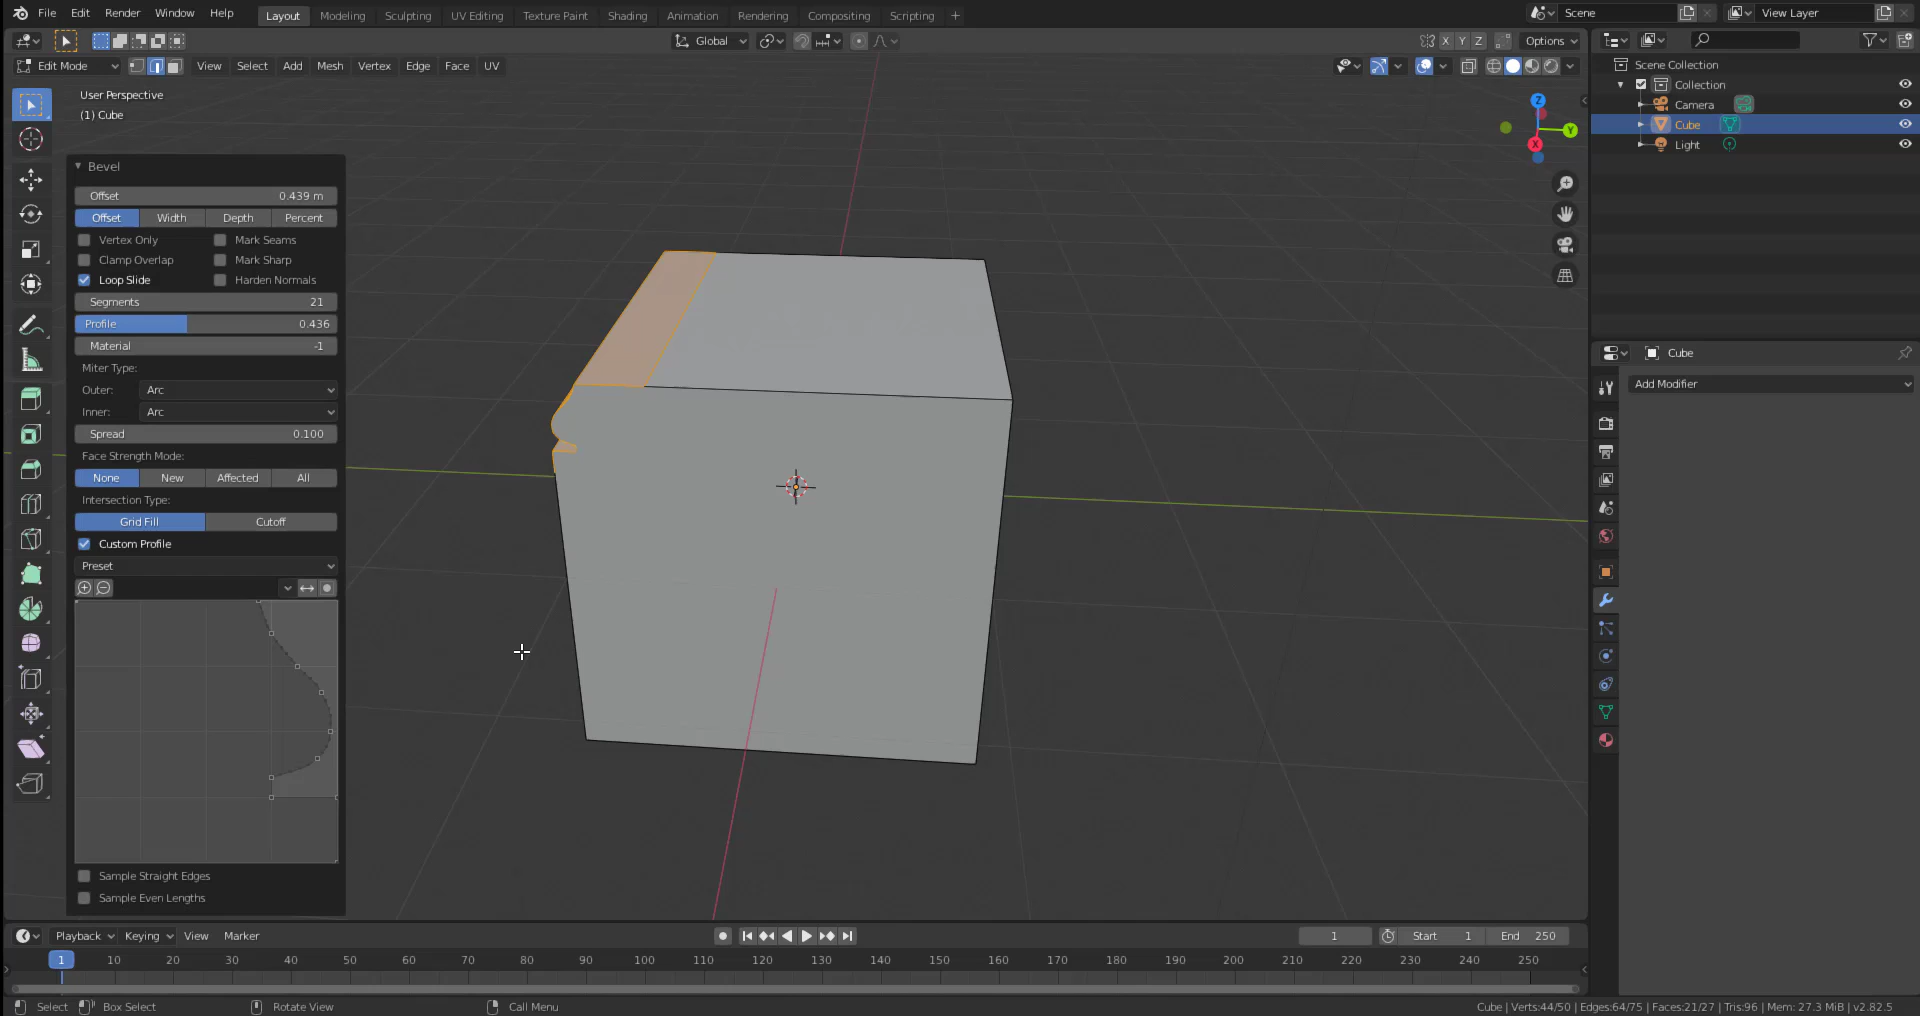 File Edit Render Window Help Layout Modeling Sculpting UV Editing Texture Paint Shading Animation Rendering Compositing Scripting + Scene View Layer
Global X Y Z Options
Edit Mode View Select Add Mesh Vertex Edge Face UV
Scene Collection
Collection
Camera
Cube
Light
User Perspective
(1) Cube
Z
Y
X
Bevel
Offset 0.439 m
Offset Width Depth Percent
Vertex Only Mark Seams
Clamp Overlap Mark Sharp
Loop Slide Harden Normals
Segments 21
Profile 0.436
Material -1
Miter Type:
Outer: Arc
Inner: Arc
Spread 0.100
Face Strength Mode:
None New Affected All
Intersection Type:
Grid Fill Cutoff
Custom Profile
Preset
Sample Straight Edges
Sample Even Lengths
Cube
Add Modifier
Playback Keying View Marker 1 Start 1 End 250
1 10 20 30 40 50 60 70 80 90 100 110 120 130 140 150 160 170 180 190 200 210 220 230 240 250
Select Box Select Rotate View Call Menu Cube | Verts:44/50 | Edges:64/75 | Faces:21/27 | Tris:96 | Mem: 27.3 MiB | v2.82.5